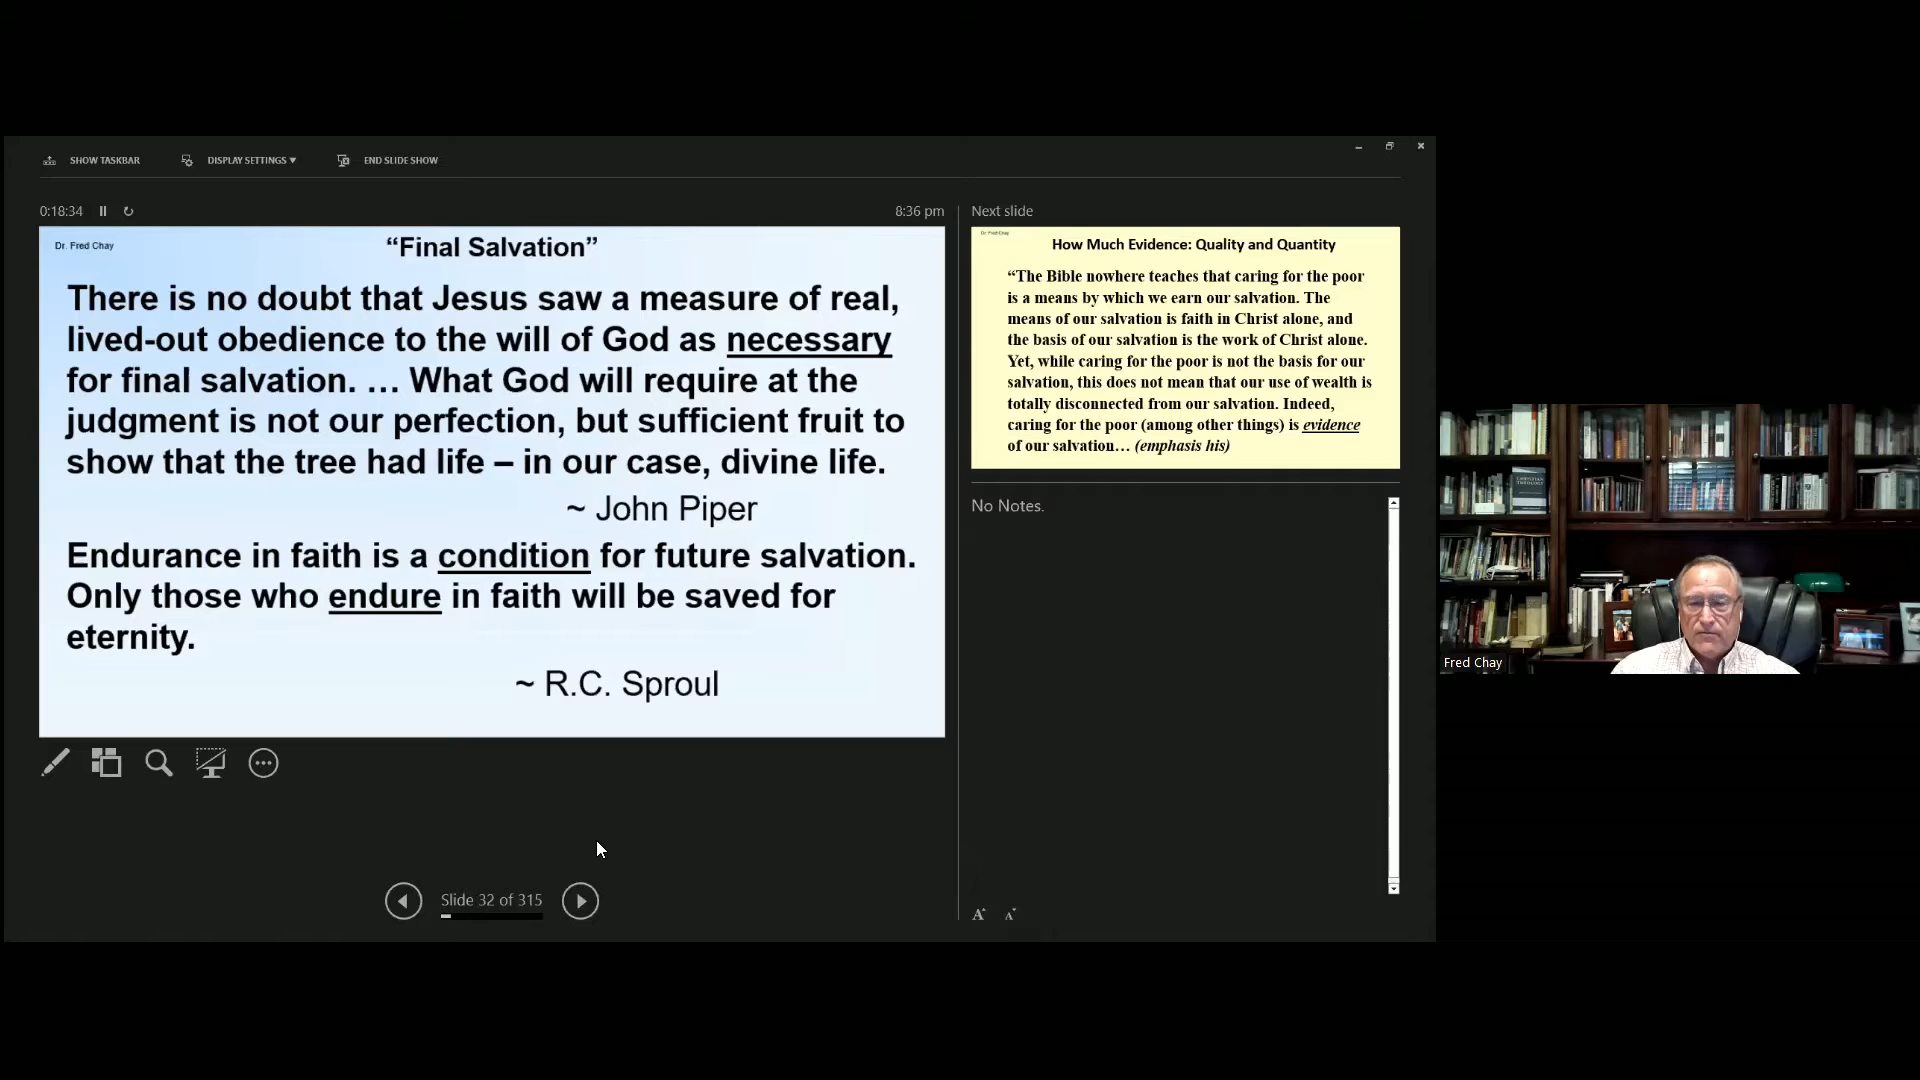 SHOW TASKBAR
DISPLAY SETTINGS ▾
END SLIDE SHOW
0:18:34
8:36 pm
Dr. Fred Chay
“Final Salvation”
There is no doubt that Jesus saw a measure of real,
lived-out obedience to the will of God as necessary
for final salvation. … What God will require at the
judgment is not our perfection, but sufficient fruit to
show that the tree had life – in our case, divine life.
~ John Piper
Endurance in faith is a condition for future salvation.
Only those who endure in faith will be saved for
eternity.
~ R.C. Sproul
Slide 32 of 315
Next slide
Dr. Fred Chay
How Much Evidence: Quality and Quantity
“The Bible nowhere teaches that caring for the poor
is a means by which we earn our salvation. The
means of our salvation is faith in Christ alone, and
the basis of our salvation is the work of Christ alone.
Yet, while caring for the poor is not the basis for our
salvation, this does not mean that our use of wealth is
totally disconnected from our salvation. Indeed,
caring for the poor (among other things) is evidence
of our salvation… (emphasis his)
No Notes.
A A
CHRISTIAN
THEOLOGY
Fred Chay